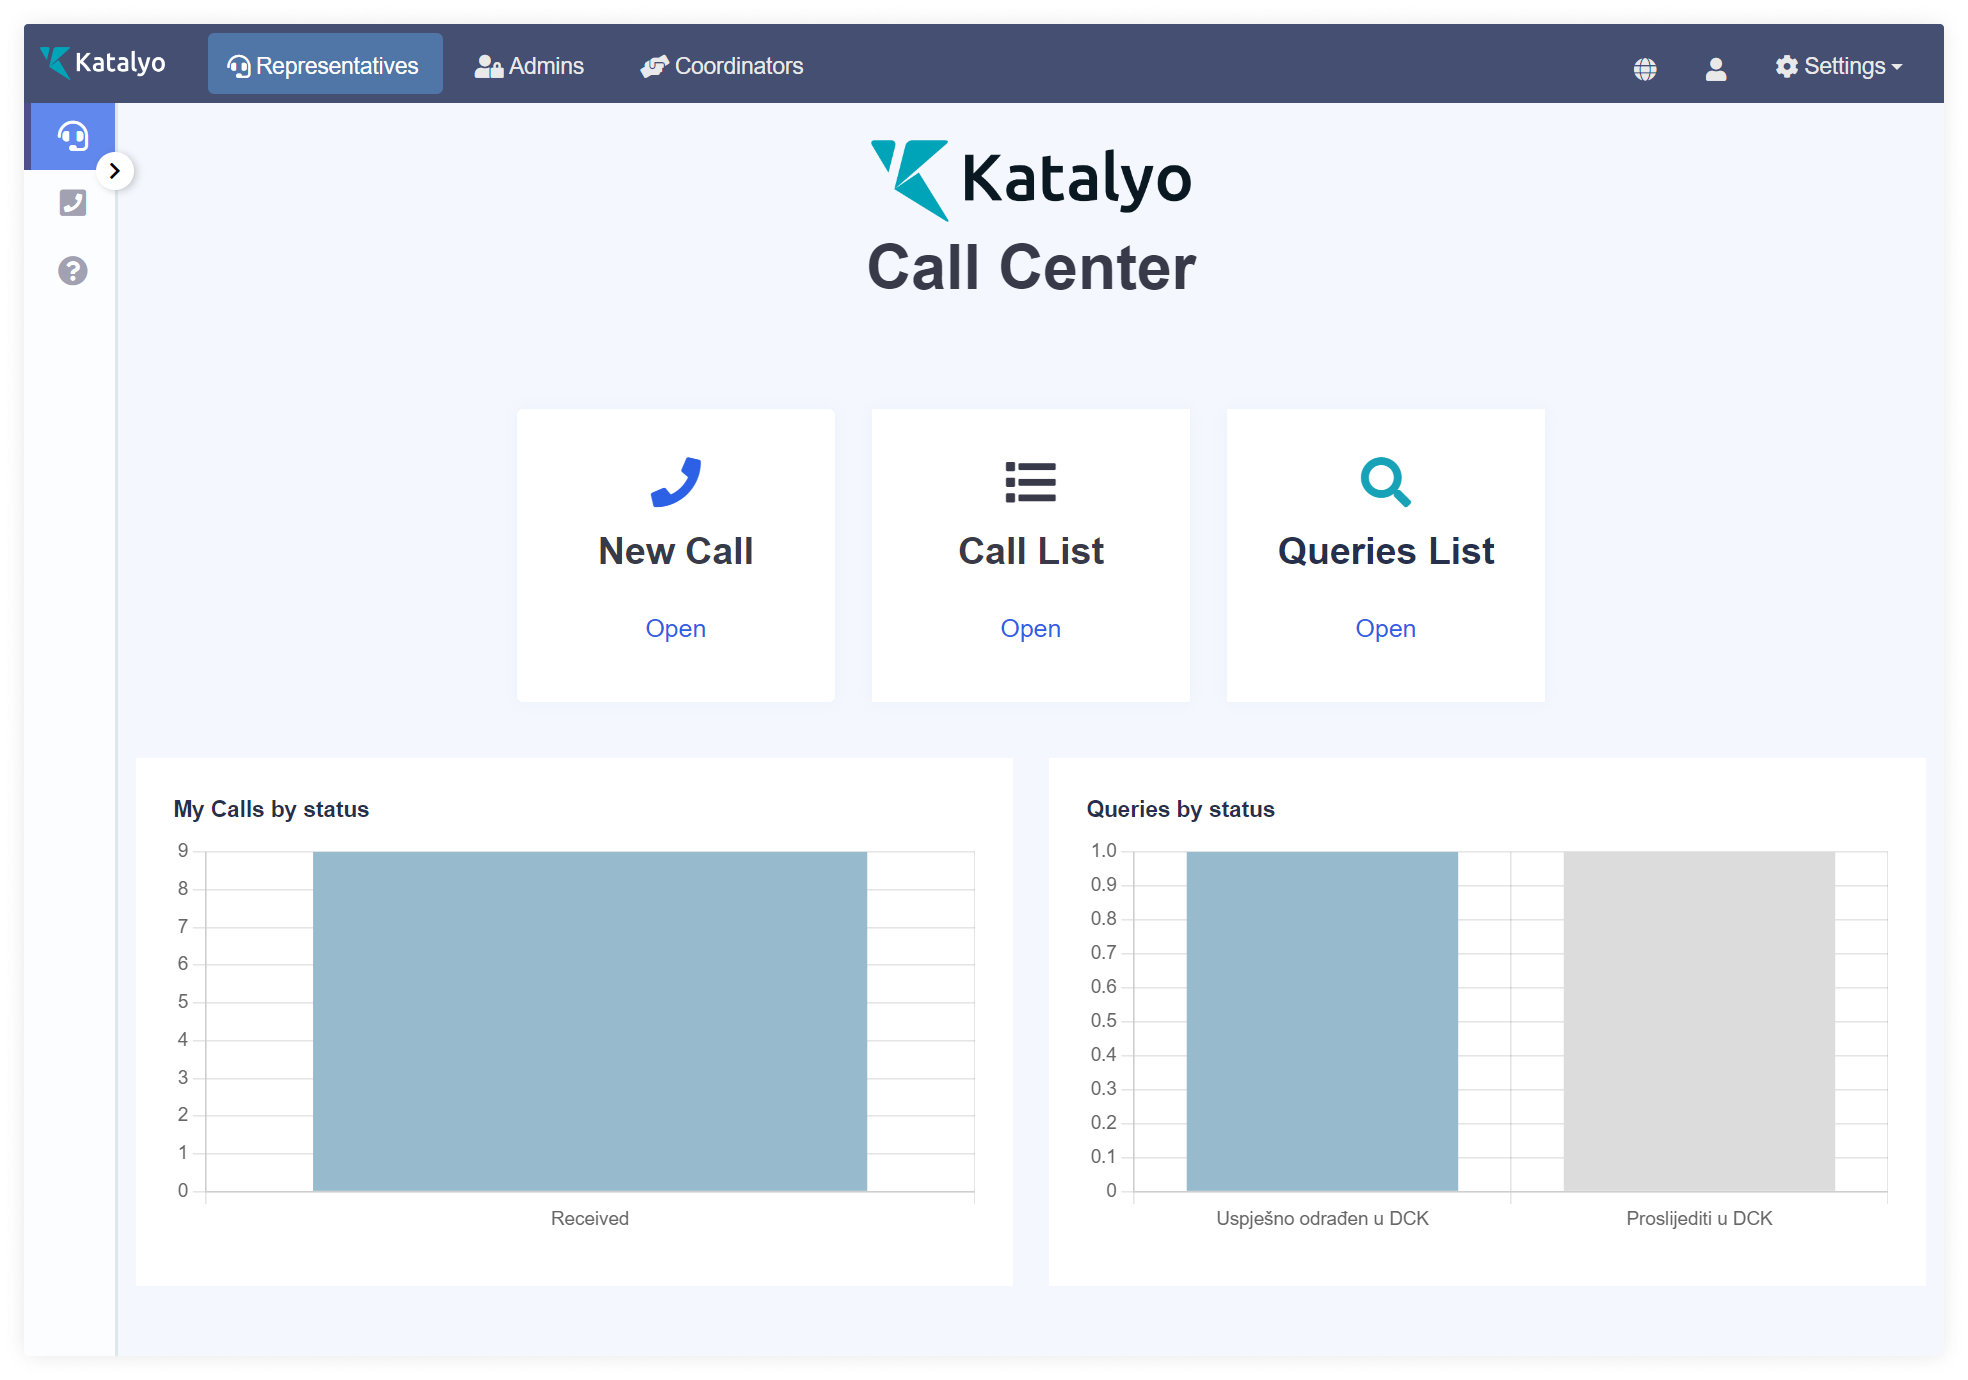 Katalyo
Representatives
Admins
Coordinators
Settings
Katalyo
Call Center
New Call
Open
Call List
Open
Queries List
Open
My Calls by status
9
8
7
6
5
4
3
2
1
0
Received
Queries by status
1.0
0.9
0.8
0.7
0.6
0.5
0.4
0.3
0.2
0.1
0
Uspješno odrađen u DCK
Proslijediti u DCK